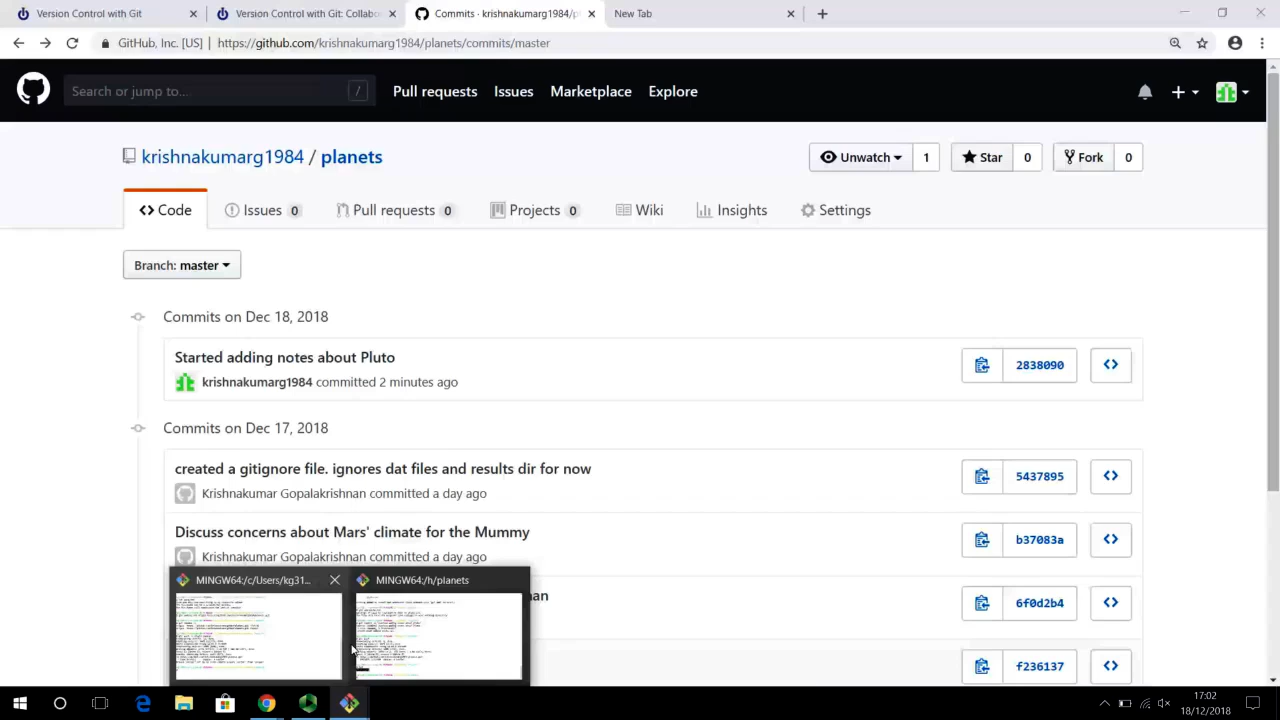 Version Control with Git
Version Control with Git: Collabo
Commits · krishnakumarg1984/p
New Tab
GitHub, Inc. [US]
https://github.com/krishnakumarg1984/planets/commits/master
Search or jump to...
/
Pull requests
Issues
Marketplace
Explore
krishnakumarg1984 / planets
Unwatch 1
Star 0
Fork 0
Code
Issues 0
Pull requests 0
Projects 0
Wiki
Insights
Settings
Branch: master
Commits on Dec 18, 2018
Started adding notes about Pluto
krishnakumarg1984 committed 2 minutes ago
2838090
Commits on Dec 17, 2018
created a gitignore file. ignores dat files and results dir for now
Krishnakumar Gopalakrishnan committed a day ago
5437895
Discuss concerns about Mars' climate for the Mummy
Krishnakumar Gopalakrishnan committed a day ago
b37083a
an
6f0d2b4
f236137
MINGW64:/c/Users/kg31...
MINGW64:/h/planets
17:02
18/12/2018